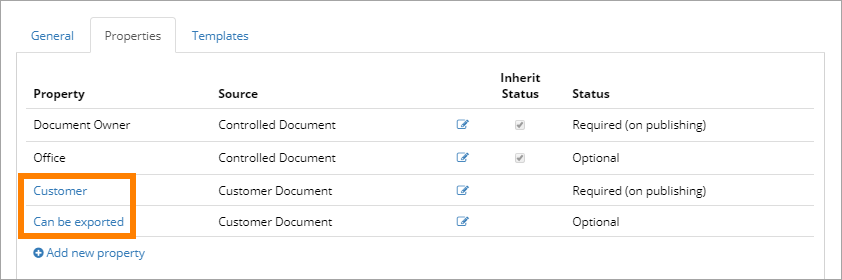 General Properties Templates
Property Source Inherit Status Status
Document Owner Controlled Document Required (on publishing)
Office Controlled Document Optional
Customer Customer Document Required (on publishing)
Can be exported Customer Document Optional
Add new property